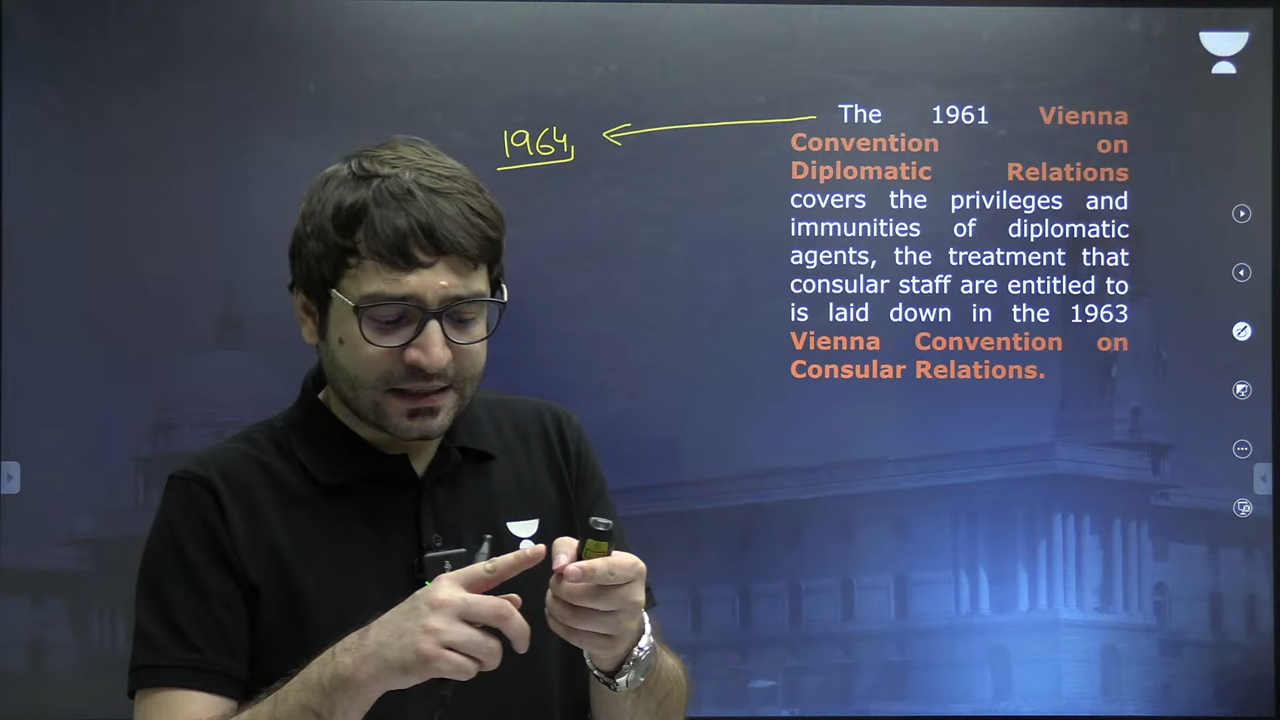 1964,
The 1961 Vienna
Convention on
Diplomatic Relations
covers the privileges and
immunities of diplomatic
agents, the treatment that
consular staff are entitled to
is laid down in the 1963
Vienna Convention on
Consular Relations.